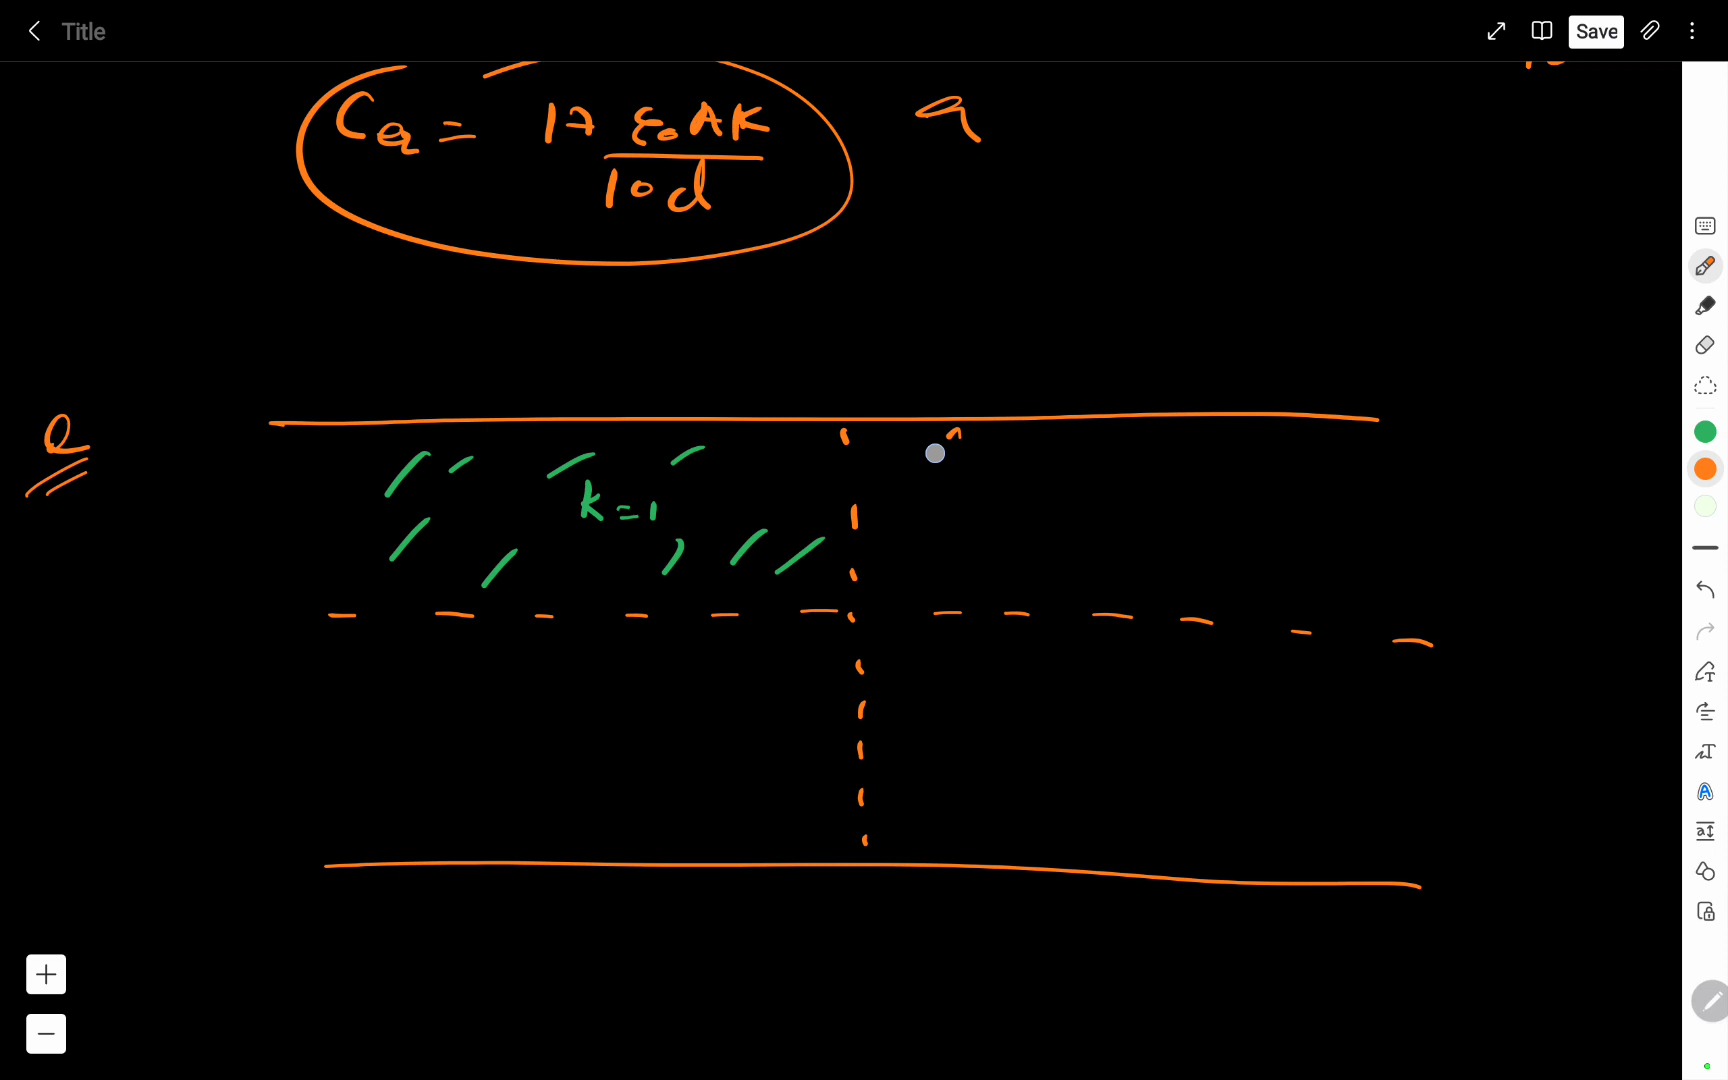 Title
Save
Ceq = 17 ε₀AK
10d
Q
k = 1